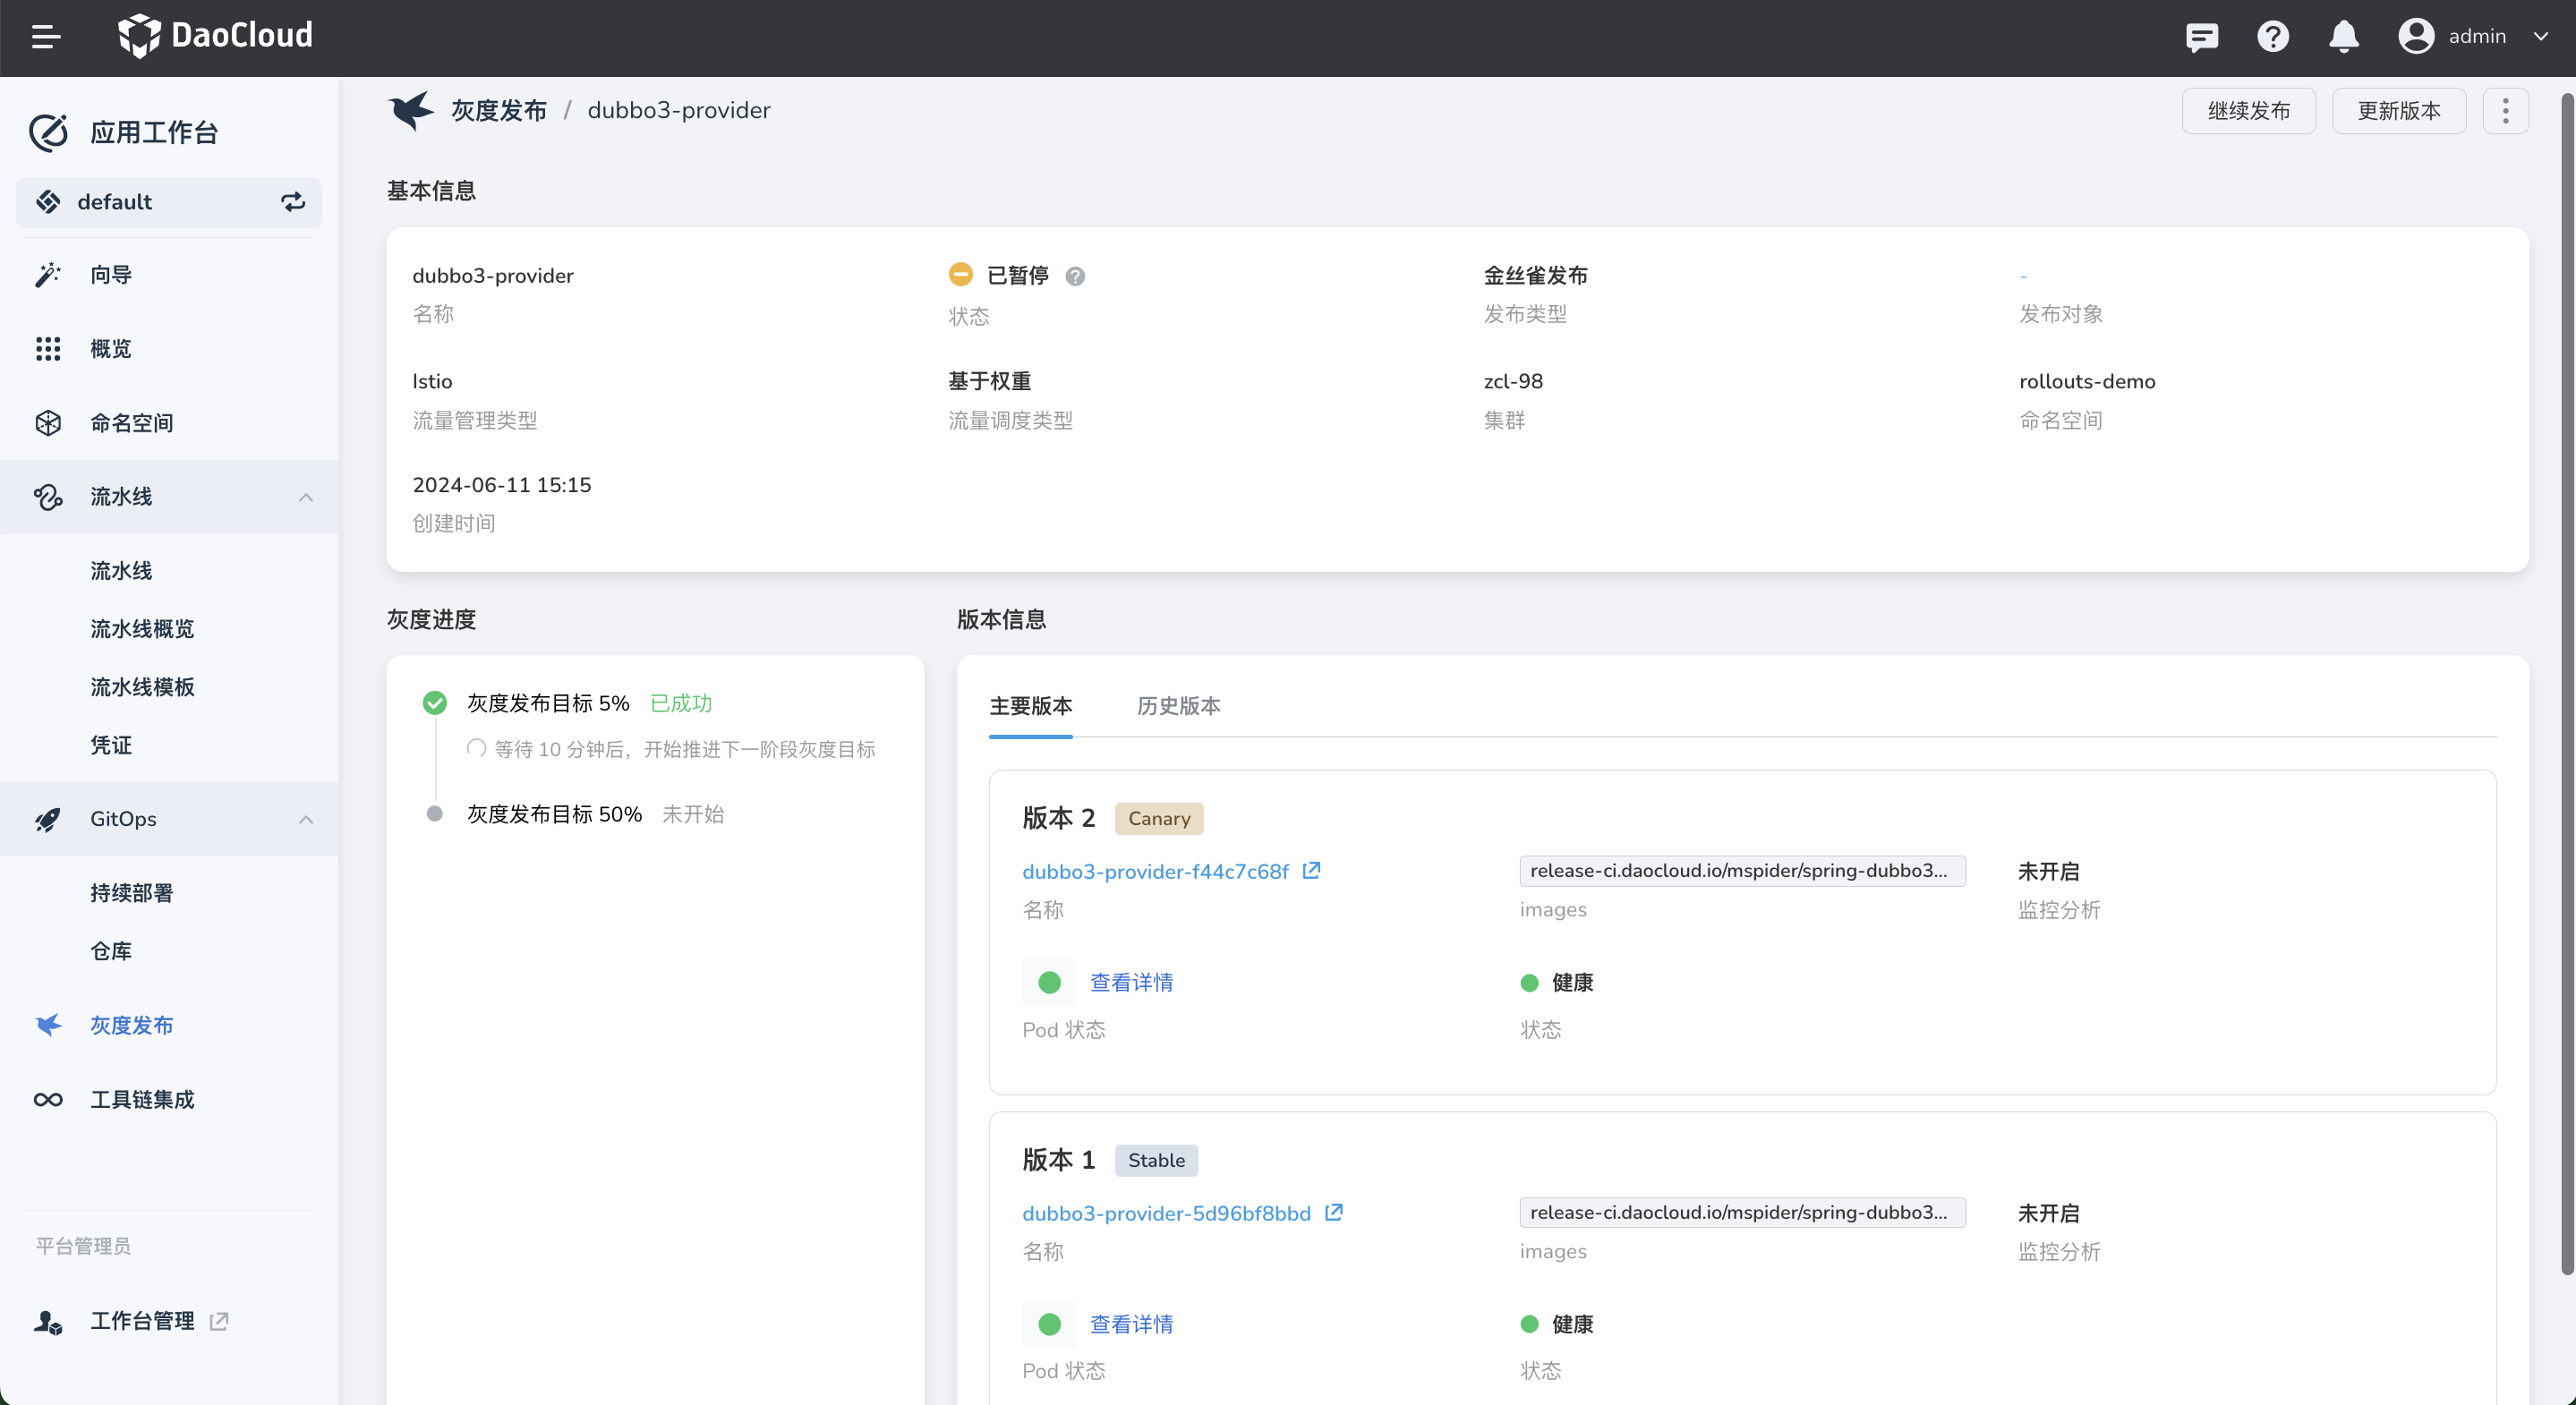 DaoCloud
admin
应用工作台
default
向导
概览
命名空间
流水线
流水线
流水线概览
流水线模板
凭证
GitOps
持续部署
仓库
灰度发布
工具链集成
平台管理员
工作台管理
灰度发布 / dubbo3-provider
继续发布
更新版本
基本信息
dubbo3-provider
名称
已暂停
状态
金丝雀发布
发布类型
-
发布对象
Istio
流量管理类型
基于权重
流量调度类型
zcl-98
集群
rollouts-demo
命名空间
2024-06-11 15:15
创建时间
灰度进度
灰度发布目标 5% 已成功
等待 10 分钟后，开始推进下一阶段灰度目标
灰度发布目标 50% 未开始
版本信息
主要版本 历史版本
版本 2 Canary
dubbo3-provider-f44c7c68f
名称
release-ci.daocloud.io/mspider/spring-dubbo3...
images
未开启
监控分析
查看详情
Pod 状态
健康
状态
版本 1 Stable
dubbo3-provider-5d96bf8bbd
名称
release-ci.daocloud.io/mspider/spring-dubbo3...
images
未开启
监控分析
查看详情
Pod 状态
健康
状态